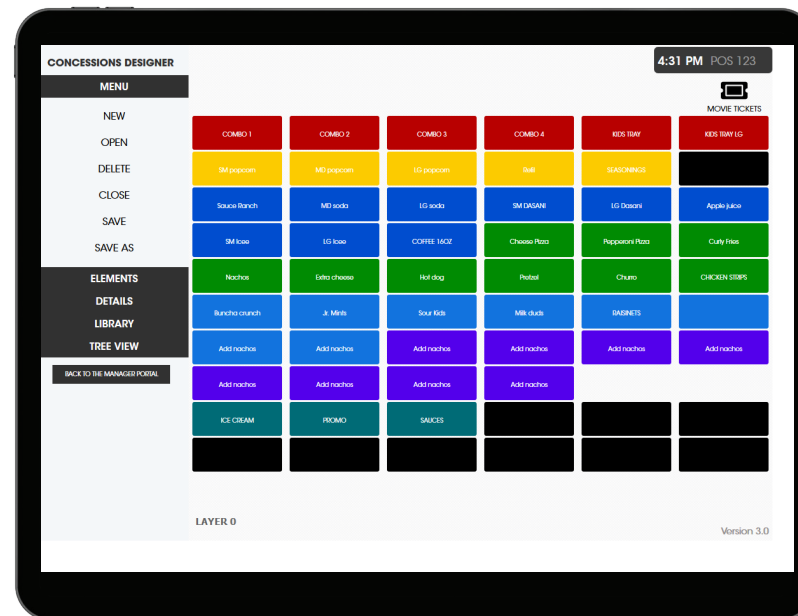 CONCESSIONS DESIGNER
4:31 PM POS 123
MENU
MOVIE TICKETS
NEW
OPEN
DELETE
CLOSE
SAVE
SAVE AS
ELEMENTS
DETAILS
LIBRARY
TREE VIEW
BACK TO THE MANAGER PORTAL
COMBO 1 COMBO 2 COMBO 3 COMBO 4 KIDS TRAY KIDS TRAY LG
SM popcorn MD popcorn LG popcorn Refil SEASONINGS
Sauce Ranch MD soda LG soda SM DASANI LG Dasani Apple juice
SM Icee LG Icee COFFEE 16OZ Cheese Pizza Pepperoni Pizza Curly Fries
Nachos Extra cheese Hot dog Pretzel Churro CHICKEN STRIPS
Buncha crunch Jr. Mints Sour Kids Milk duds RAISINETS
Add nachos Add nachos Add nachos Add nachos Add nachos Add nachos
Add nachos Add nachos Add nachos Add nachos
ICE CREAM PROMO SAUCES
LAYER 0
Version 3.0